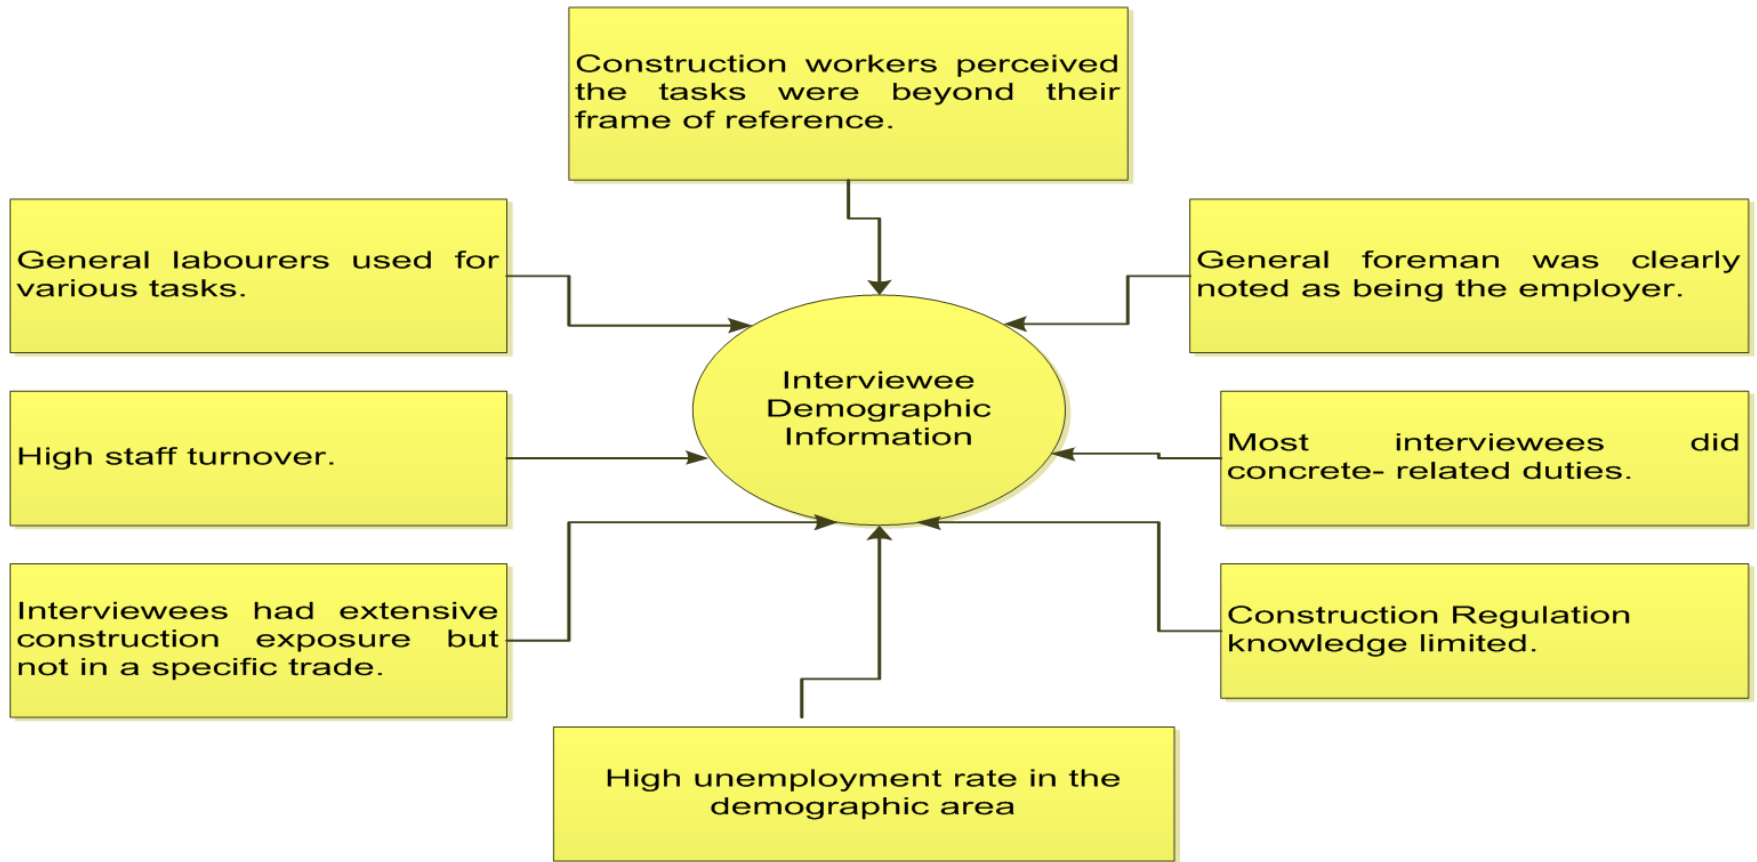 Construction workers perceived
the tasks were beyond their
frame of reference.
General labourers used for
various tasks.
General foreman was clearly
noted as being the employer.
Interviewee
Demographic
Information
High staff turnover.
Most interviewees did
concrete- related duties.
Interviewees had extensive
construction exposure but
not in a specific trade.
Construction Regulation
knowledge limited.
High unemployment rate in the
demographic area